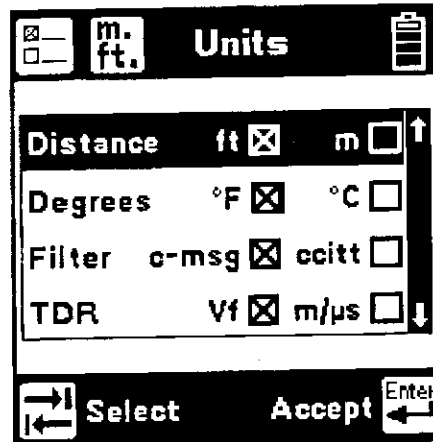 m.
ft.
Units
Distance ft m
Degrees °F °C
Filter c-msg ccitt
TDR Vf m/µs
Select Accept Enter